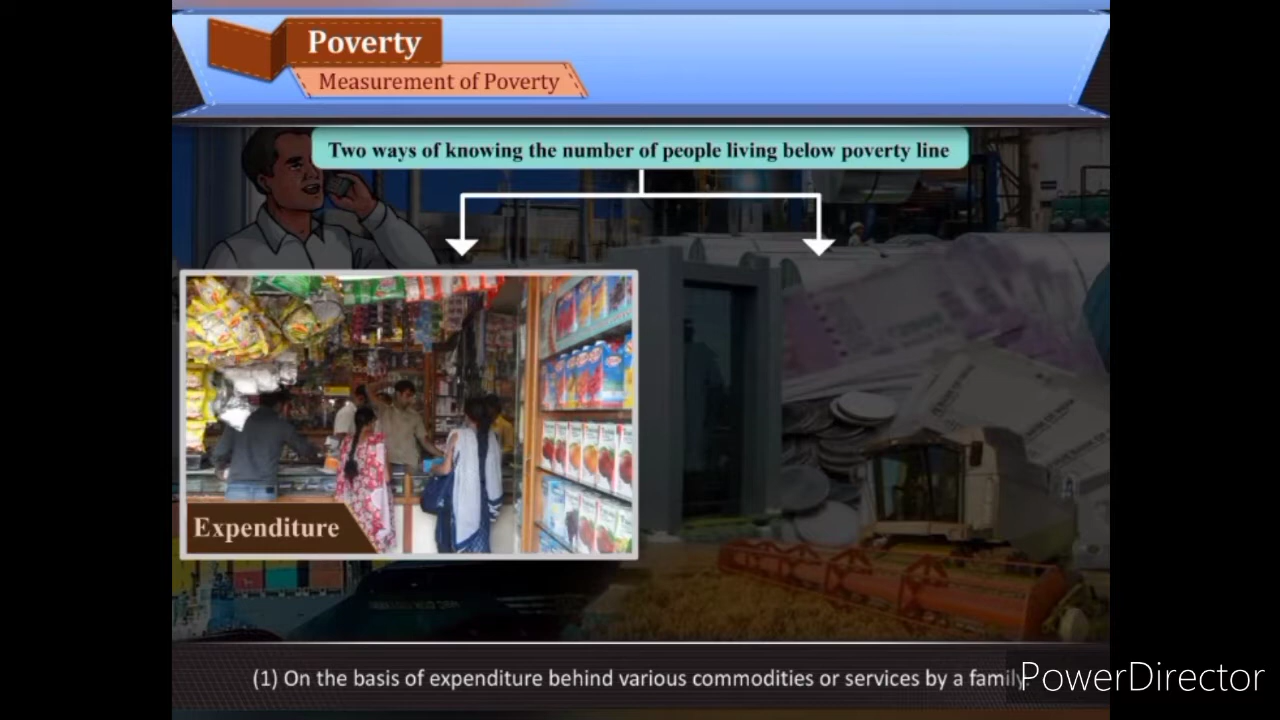 Poverty
Measurement of Poverty
Two ways of knowing the number of people living below poverty line
Expenditure
(1) On the basis of expenditure behind various commodities or services by a family
PowerDirector